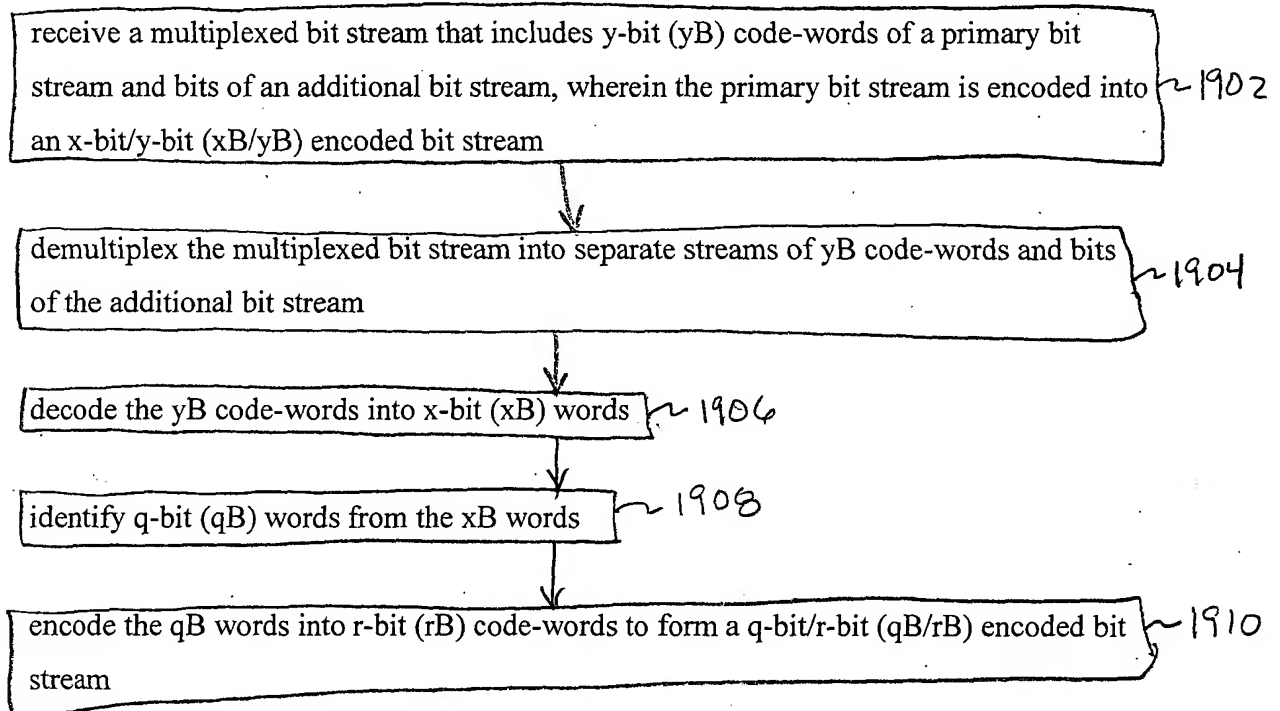 receive a multiplexed bit stream that includes y-bit (yB) code-words of a primary bit
stream and bits of an additional bit stream, wherein the primary bit stream is encoded into
an x-bit/y-bit (xB/yB) encoded bit stream
1902
demultiplex the multiplexed bit stream into separate streams of yB code-words and bits
of the additional bit stream
1904
decode the yB code-words into x-bit (xB) words
1906
identify q-bit (qB) words from the xB words
1908
encode the qB words into r-bit (rB) code-words to form a q-bit/r-bit (qB/rB) encoded bit
stream
1910